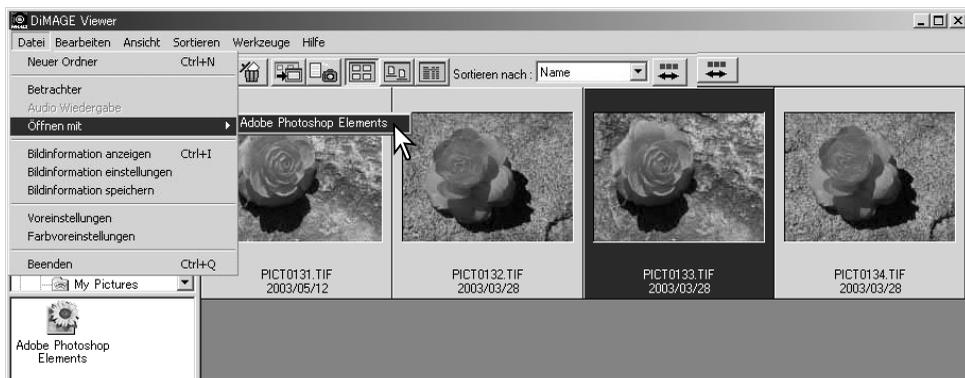 DiMAGE Viewer
Datei Bearbeiten Ansicht Sortieren Werkzeuge Hilfe
Neuer Ordner Ctrl+N
Betrachter
Audio Wiedergabe
Öffnen mit
Adobe Photoshop Elements
Bildinformation anzeigen Ctrl+I
Bildinformation einstellungen
Bildinformation speichern
Voreinstellungen
Farbvoreinstellungen
Beenden Ctrl+Q
Sortieren nach : Name
PICT0131.TIF
2003/05/12
PICT0132.TIF
2003/03/28
PICT0133.TIF
2003/03/28
PICT0134.TIF
2003/03/28
My Pictures
Adobe Photoshop
Elements